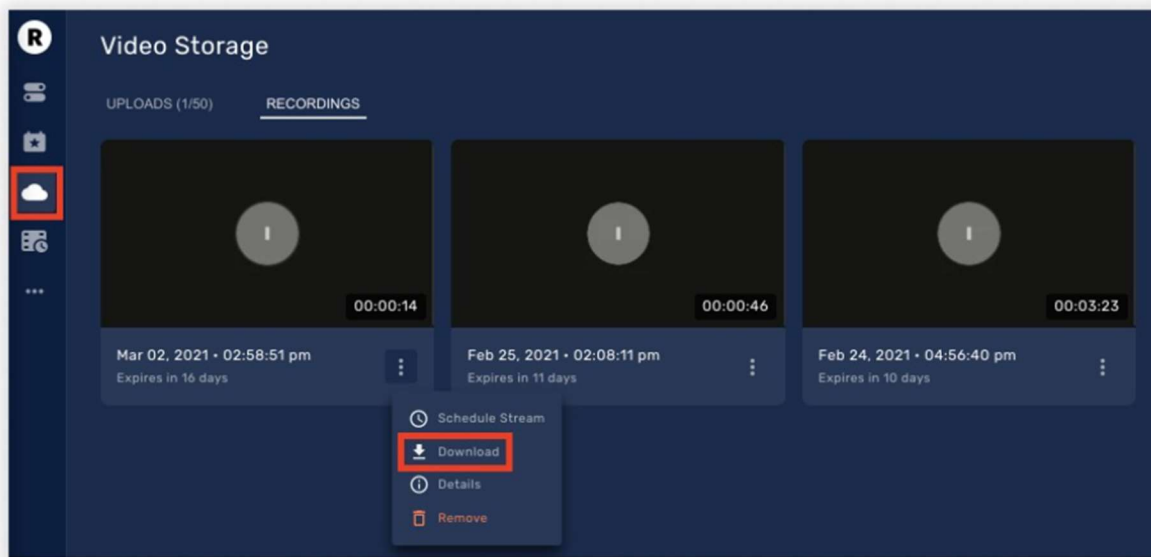 R
Video Storage
UPLOADS (1/50)
RECORDINGS
I
I
I
00:00:14
00:00:46
00:03:23
Mar 02, 2021 • 02:58:51 pm
Expires in 16 days
Feb 25, 2021 • 02:08:11 pm
Expires in 11 days
Feb 24, 2021 • 04:56:40 pm
Expires in 10 days
Schedule Stream
Download
Details
Remove